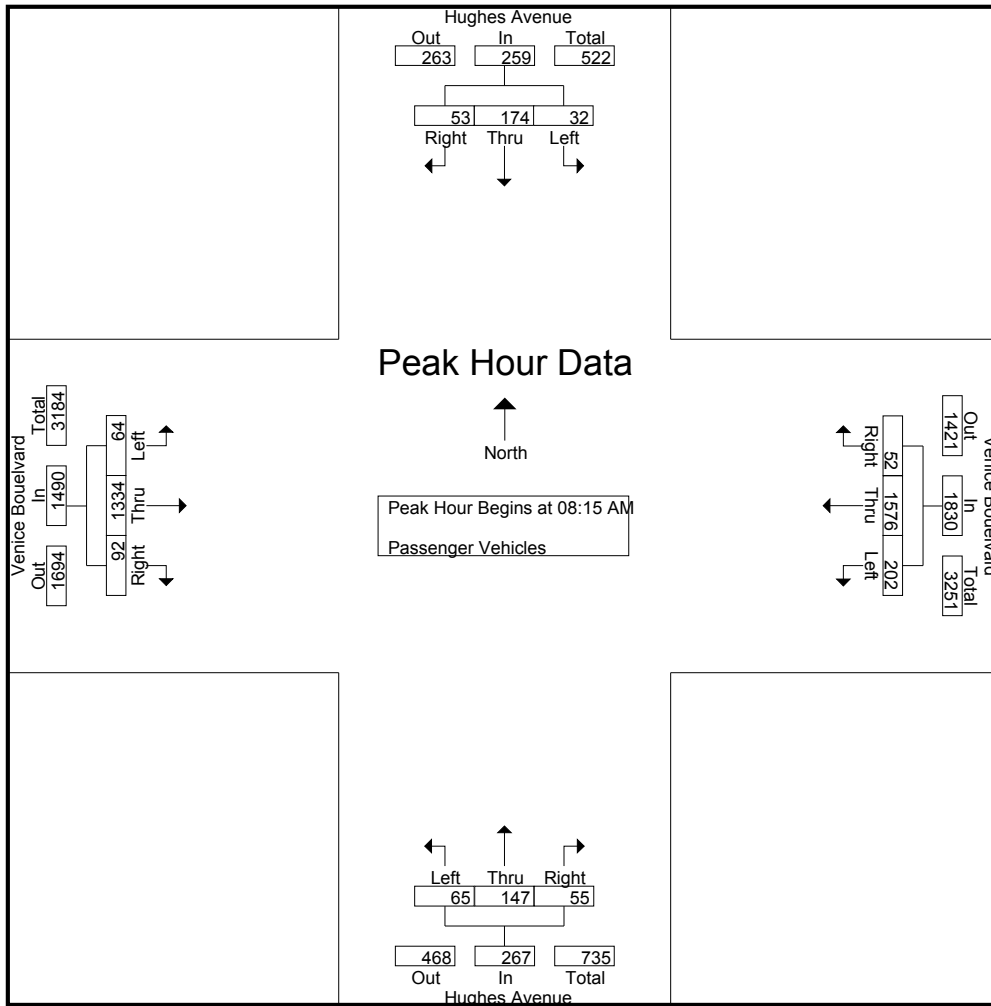 Hughes Avenue
Out In Total
263 259 522
53 174 32
Right Thru Left
Peak Hour Data
North
Peak Hour Begins at 08:15 AM
Passenger Vehicles
Venice Bouelvard
Total In Out
3184 1490 1694
64 1334 92
Left Thru Right
Venice Bouelvard
Out In Total
1421 1830 3251
52 1576 202
Right Thru Left
Left Thru Right
65 147 55
468 267 735
Out In Total
Hughes Avenue